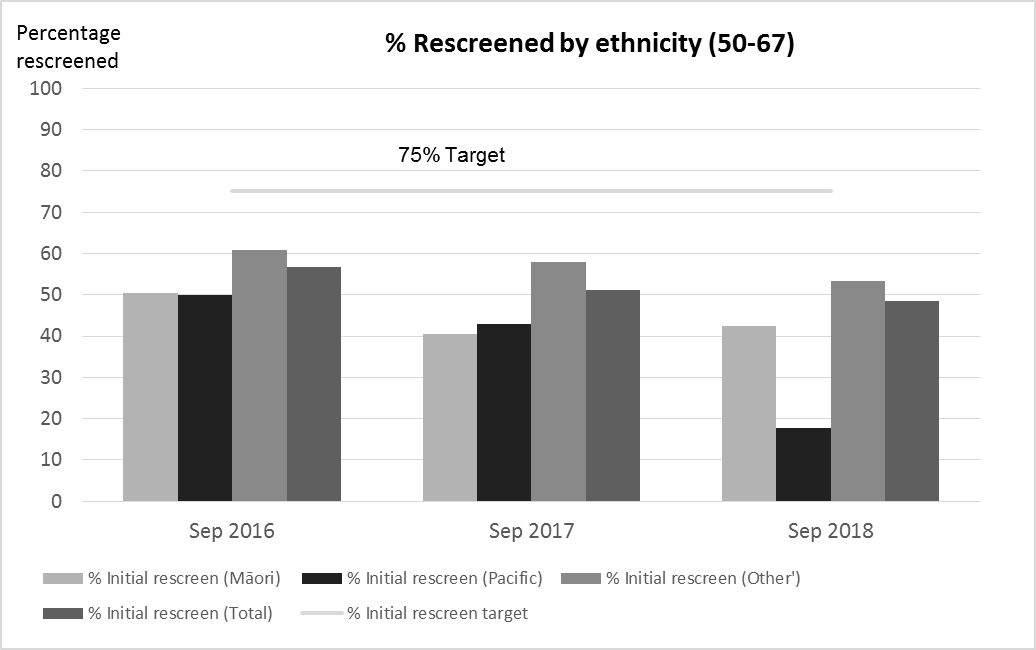 Percentage
rescreened
% Rescreened by ethnicity (50-67)
100
90
80
70
60
50
40
30
20
10
0
75% Target
Sep 2016
Sep 2017
Sep 2018
% Initial rescreen (Māori)
% Initial rescreen (Pacific)
% Initial rescreen (Other')
% Initial rescreen (Total)
% Initial rescreen target